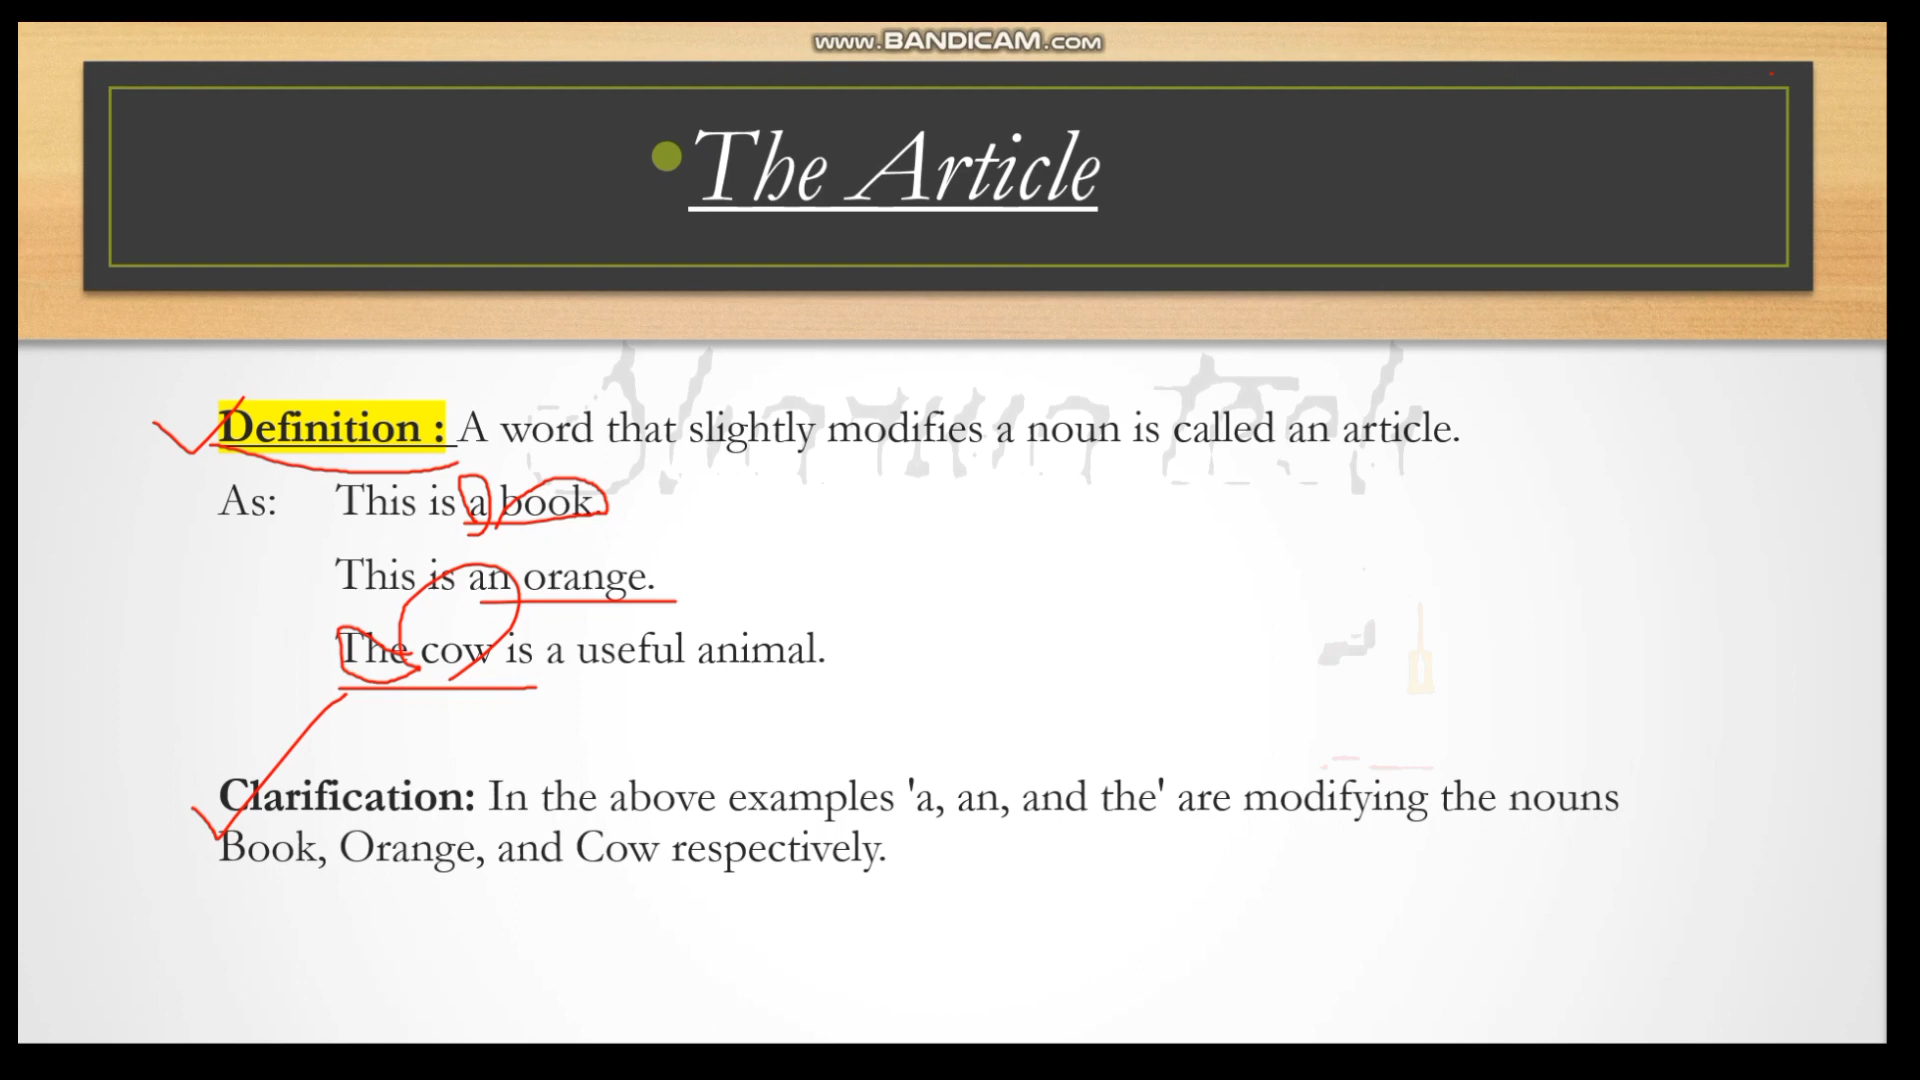 www.BANDICAM.com
The Article
Definition : A word that slightly modifies a noun is called an article.
As: This is a book.
This is an orange.
The cow is a useful animal.
Clarification: In the above examples 'a, an, and the' are modifying the nouns
Book, Orange, and Cow respectively.